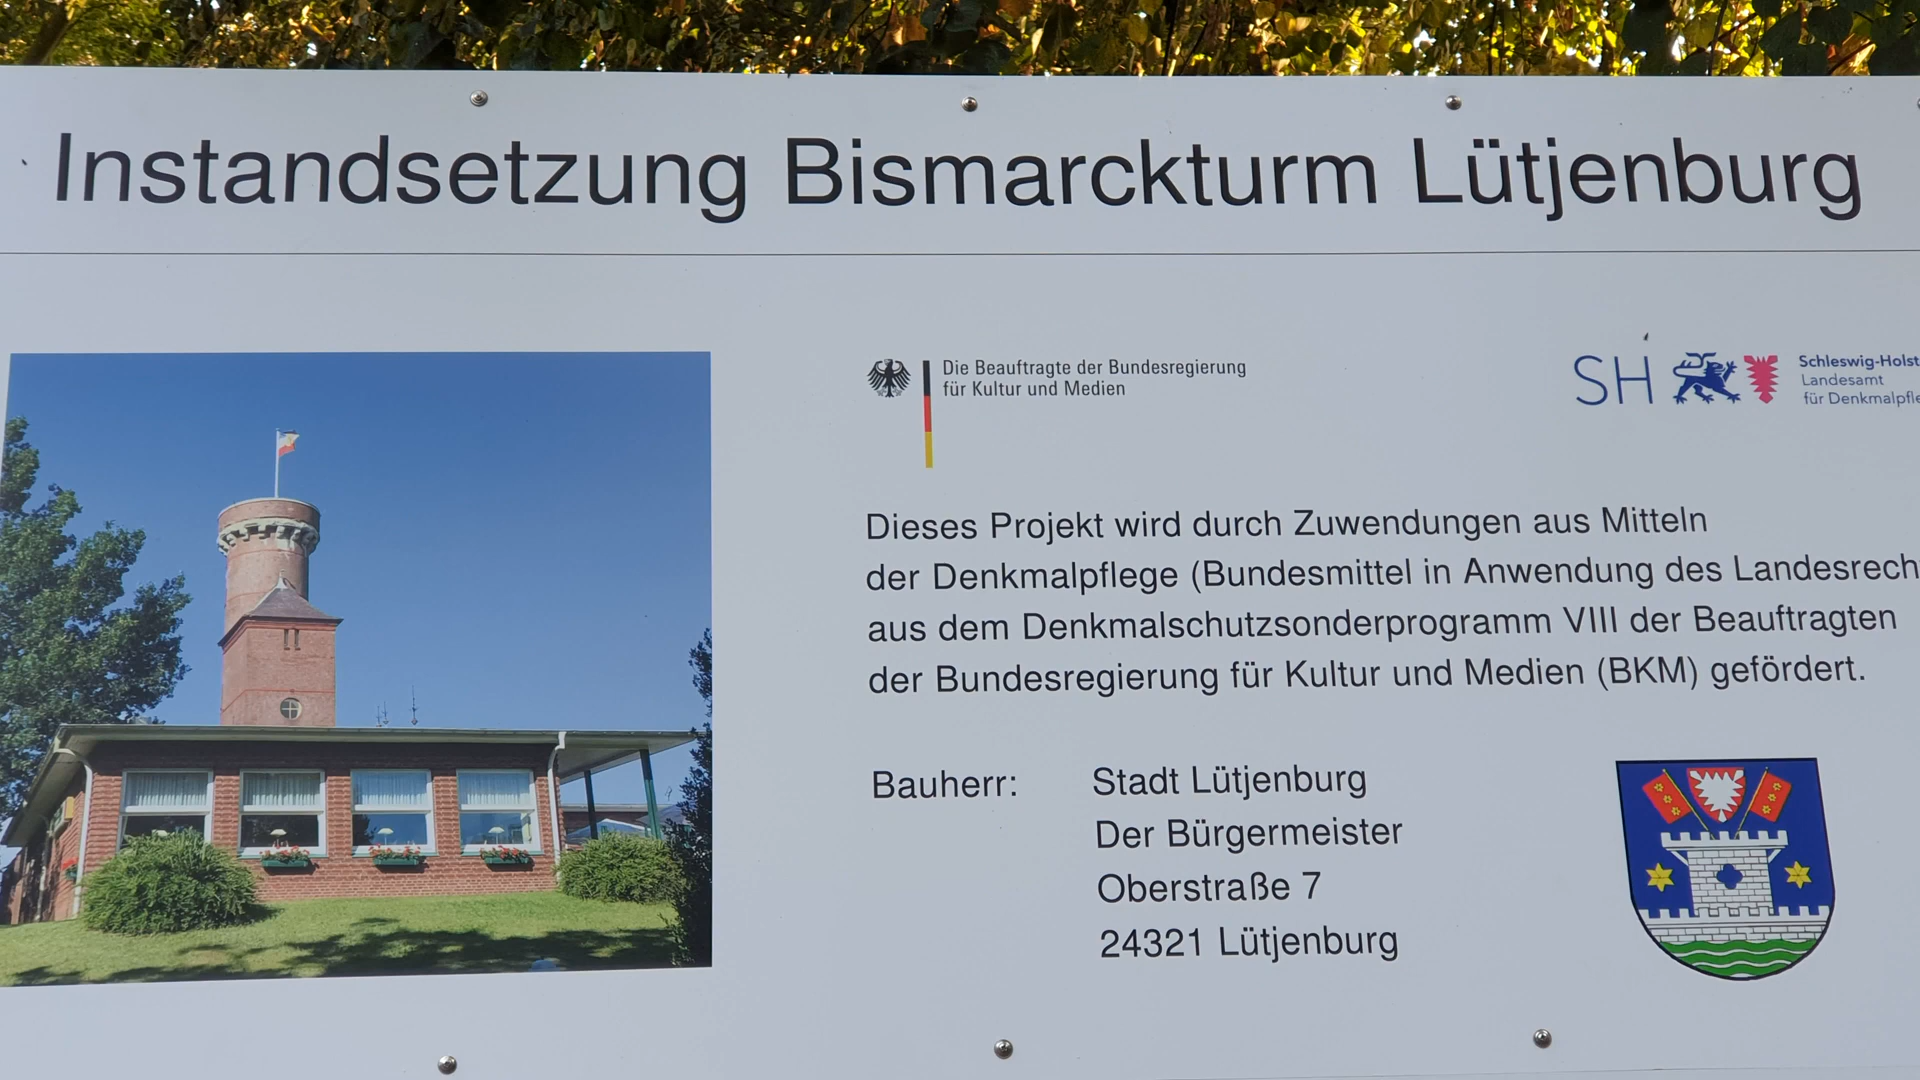 Instandsetzung Bismarckturm Lütjenburg
Die Beauftragte der Bundesregierung
für Kultur und Medien
SH
Schleswig-Holst
Landesamt
für Denkmalpfle
Dieses Projekt wird durch Zuwendungen aus Mitteln
der Denkmalpflege (Bundesmittel in Anwendung des Landesrech
aus dem Denkmalschutzsonderprogramm VIII der Beauftragten
der Bundesregierung für Kultur und Medien (BKM) gefördert.
Bauherr: Stadt Lütjenburg
Der Bürgermeister
Oberstraße 7
24321 Lütjenburg